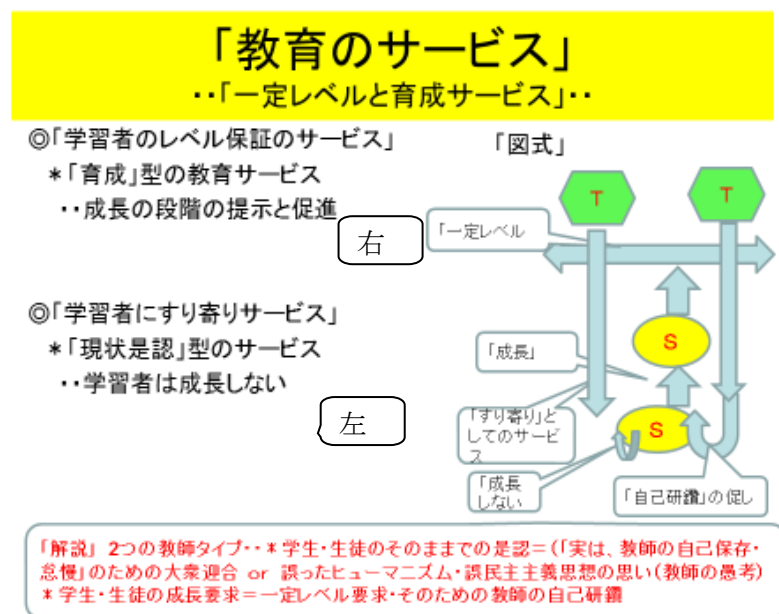 「教育のサービス」
‥「一定レベルと育成サービス」‥
◎「学習者のレベル保証のサービス」
＊「育成」型の教育サービス
‥成長の段階の提示と促進
右
◎「学習者にすり寄りサービス」
＊「現状是認」型のサービス
‥学習者は成長しない
左
「図式」
T
T
「一定レベル
S
「成長」
「すり寄り」と
してのサービ
ス
S
「成長
しない
「自己研鑽」の促し
「解説」 2つの教師タイプ‥＊学生・生徒のそのままでの是認＝（「実は、教師の自己保存・
怠慢」のための大衆迎合 or 誤ったヒューマニズム・誤民主主義思想の思い（教師の愚考）
＊学生・生徒の成長要求＝一定レベル要求・そのための教師の自己研鑽